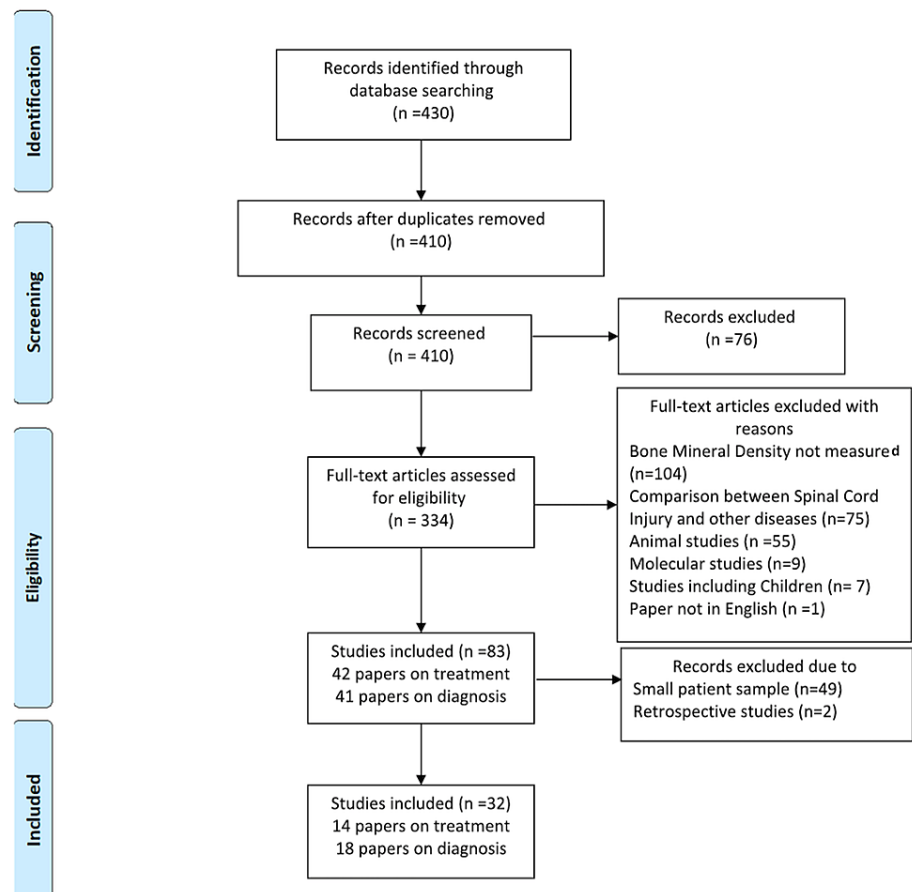 Identification
Records identified through
database searching
(n =430)
Records after duplicates removed
(n =410)
Screening
Records screened
(n = 410)
Records excluded
(n =76)
Eligibility
Full-text articles assessed
for eligibility
(n = 334)
Full-text articles excluded with
reasons
Bone Mineral Density not measured
(n=104)
Comparison between Spinal Cord
Injury and other diseases (n=75)
Animal studies (n =55)
Molecular studies (n=9)
Studies including Children (n= 7)
Paper not in English (n =1)
Studies included (n =83)
42 papers on treatment
41 papers on diagnosis
Records excluded due to
Small patient sample (n=49)
Retrospective studies (n=2)
Included
Studies included (n =32)
14 papers on treatment
18 papers on diagnosis